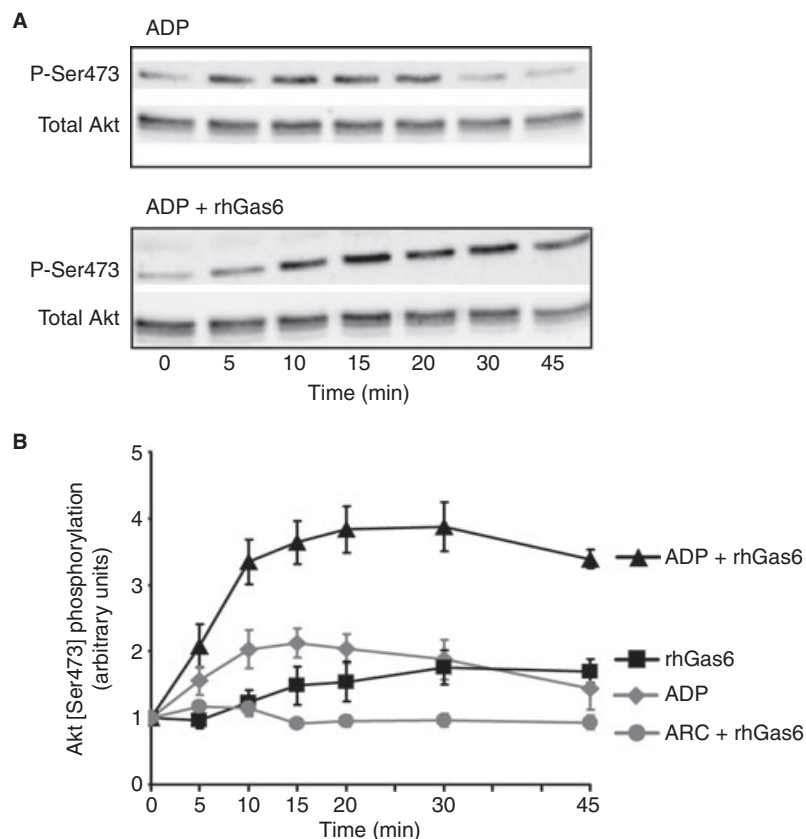 A
ADP
P-Ser473
Total Akt
ADP + rhGas6
P-Ser473
Total Akt
0 5 10 15 20 30 45
Time (min)
B
Akt [Ser473] phosphorylation
(arbitrary units)
5
4
3
2
1
0
0 5 10 15 20 30 45
Time (min)
ADP + rhGas6
rhGas6
ADP
ARC + rhGas6